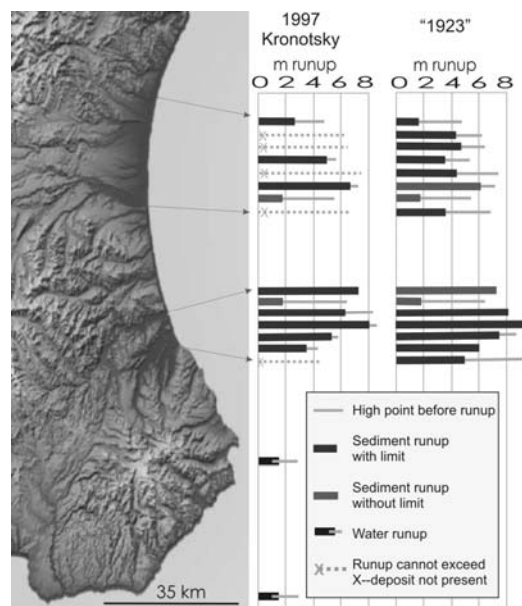 1997
Kronotsky
“1923”
m runup
m runup
0 2 4 6 8
0 2 4 6 8
High point before runup
Sediment runup
with limit
Sediment runup
without limit
Water runup
Runup cannot exceed
X--deposit not present
35 km